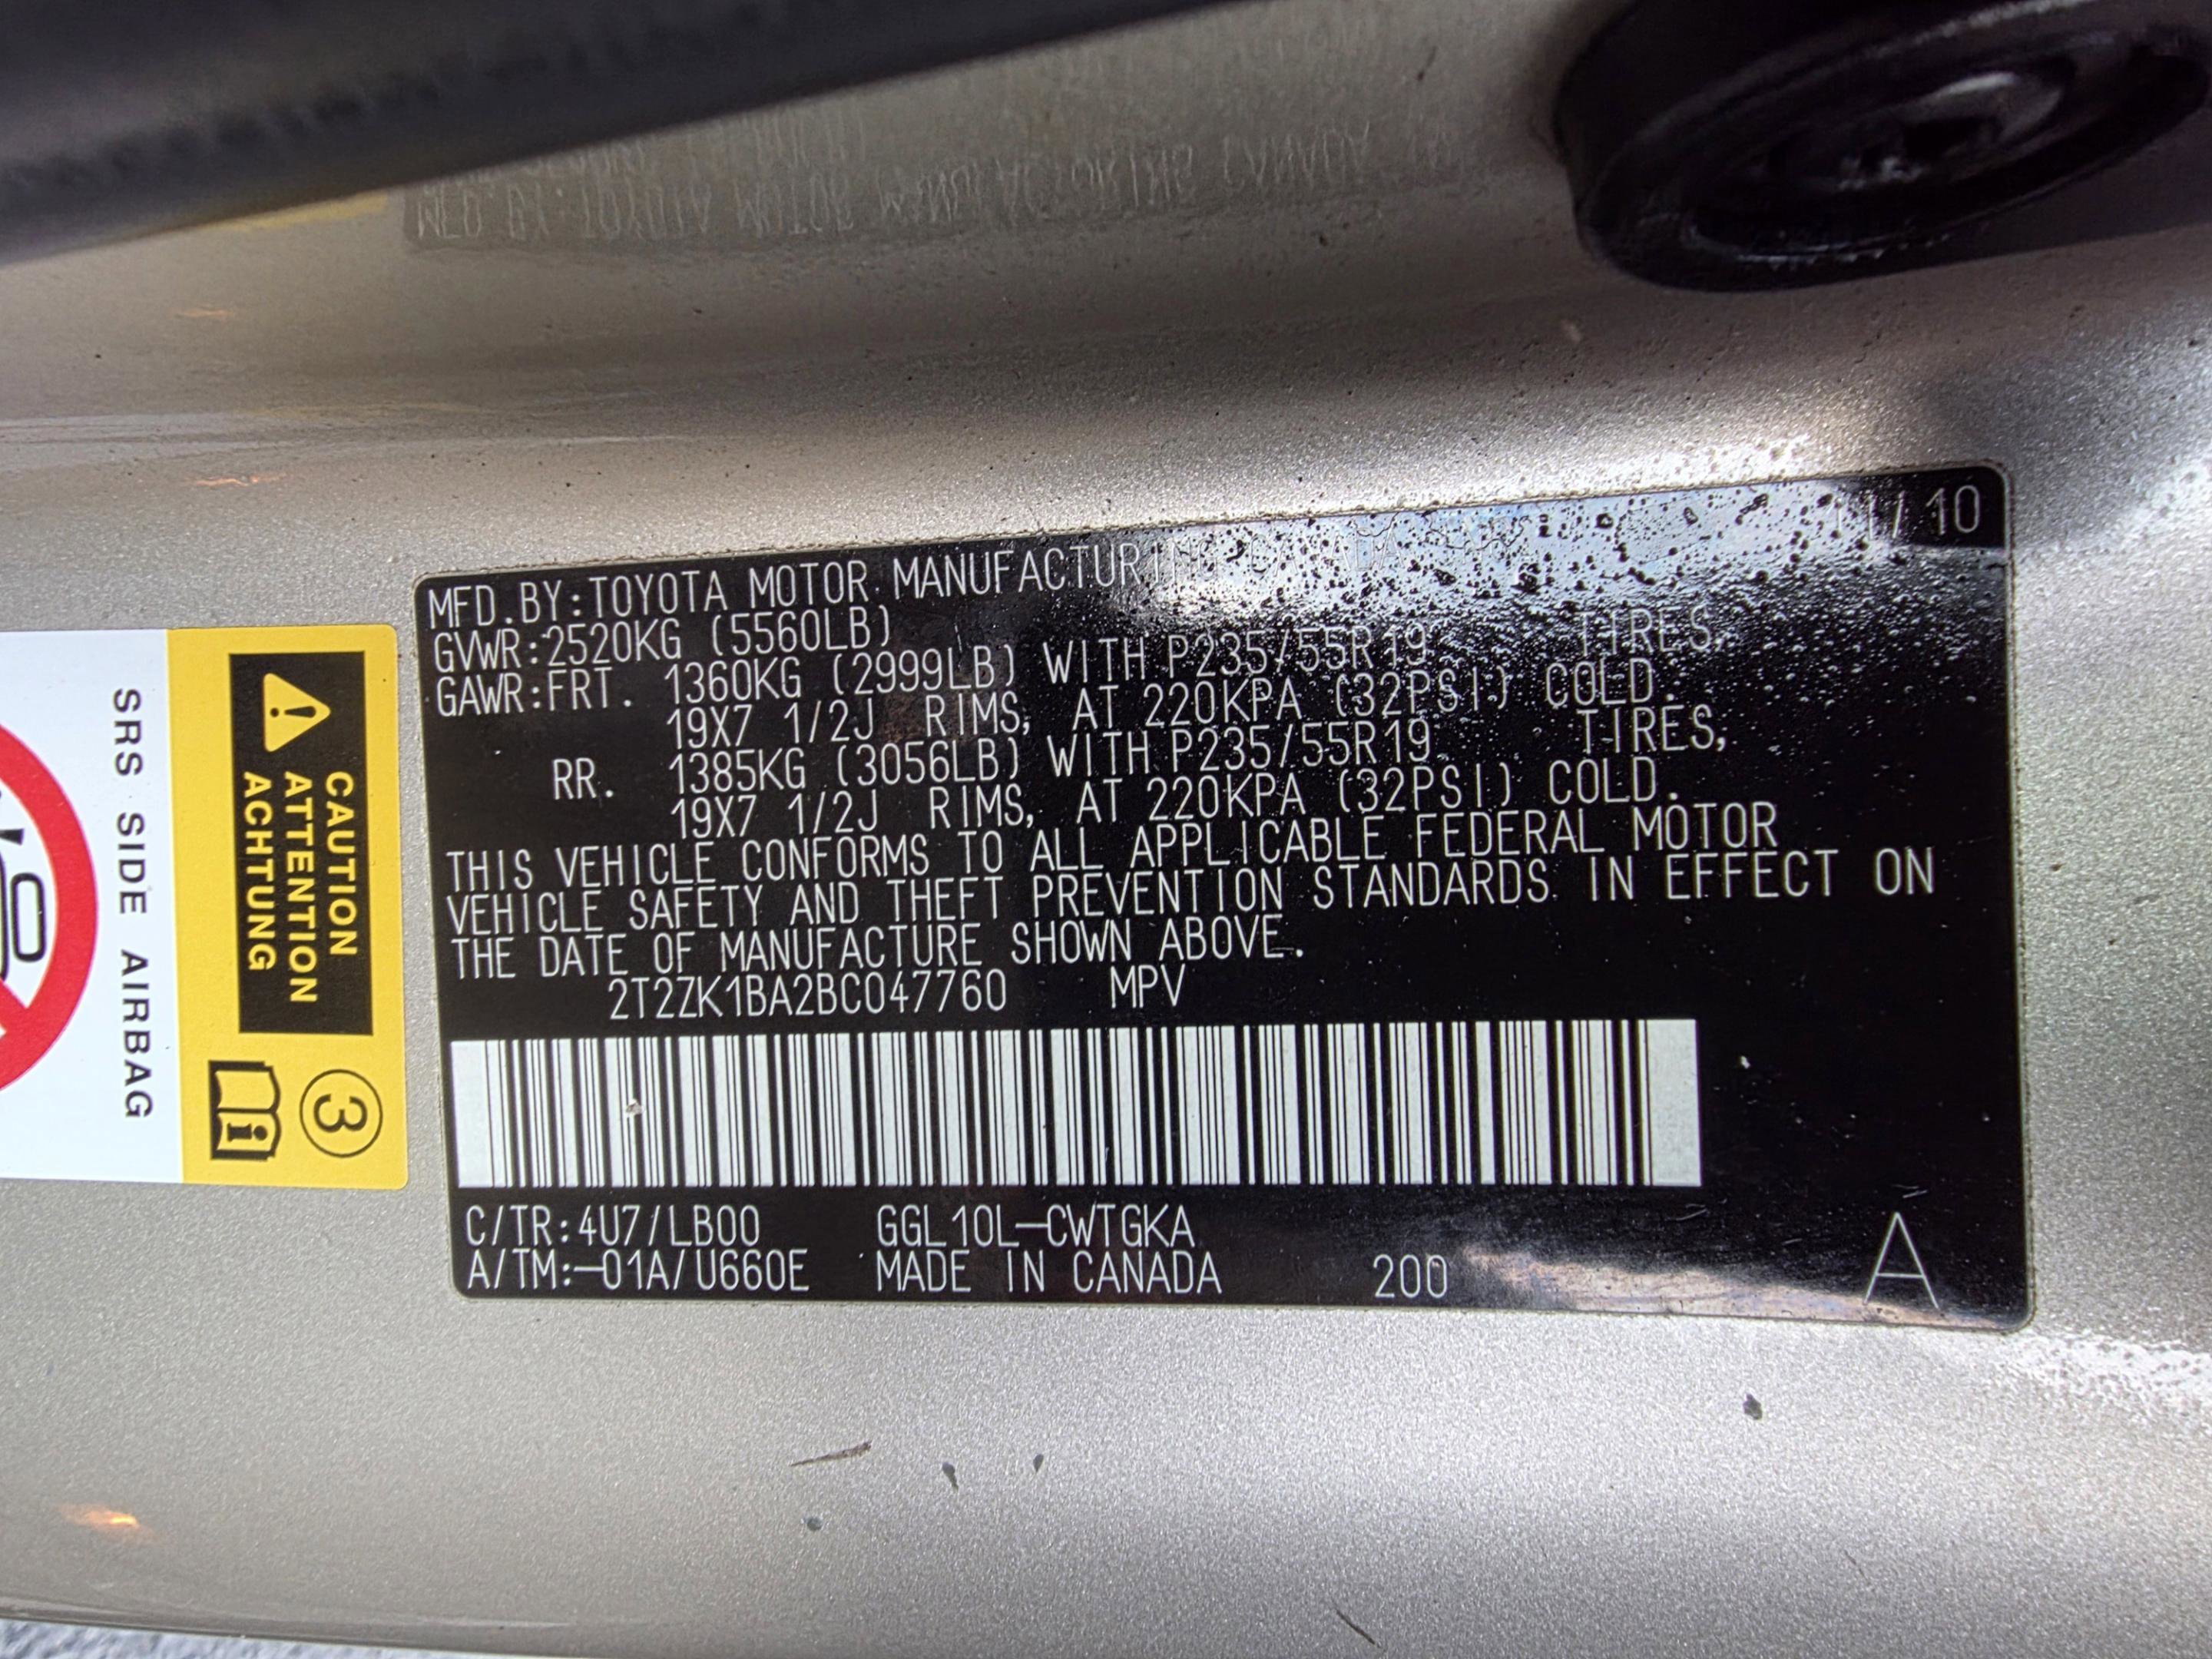 MFD.BY:TOYOTA MOTOR MANUFACTURING CANADA 11/10
GVWR:2520KG (5560LB)
GAWR:FRT. 1360KG (2999LB) WITH P235/55R19 TIRES,
19X7 1/2J RIMS, AT 220KPA (32PSI) COLD.
RR. 1385KG (3056LB) WITH P235/55R19 TIRES,
19X7 1/2J RIMS, AT 220KPA (32PSI) COLD.
THIS VEHICLE CONFORMS TO ALL APPLICABLE FEDERAL MOTOR
VEHICLE SAFETY AND THEFT PREVENTION STANDARDS IN EFFECT ON
THE DATE OF MANUFACTURE SHOWN ABOVE.
2T2ZK1BA2BC047760 MPV
C/TR:4U7/LB00 GGL10L-CWTGKA
A/TM:-01A/U660E MADE IN CANADA 200 A
CAUTION
ATTENTION
ACHTUNG
3
SRS SIDE AIRBAG